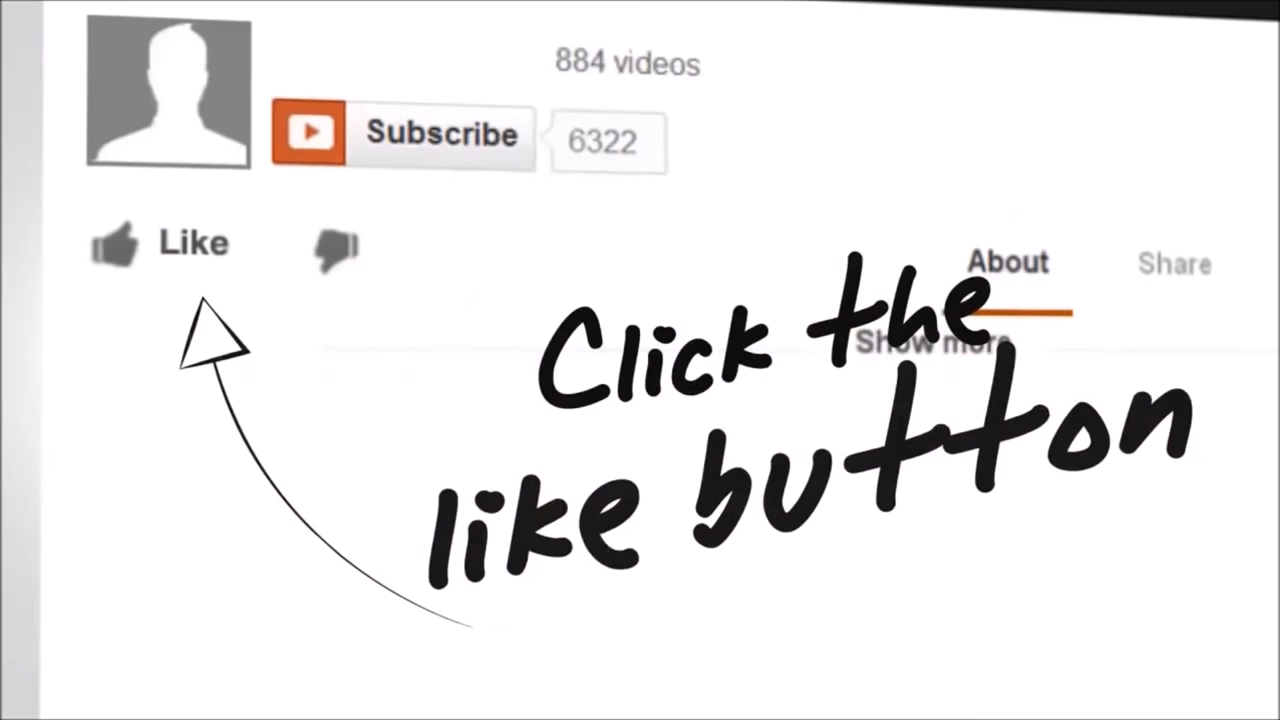 884 videos
Subscribe 6322
Like
About Share
Show more
Click the
like button